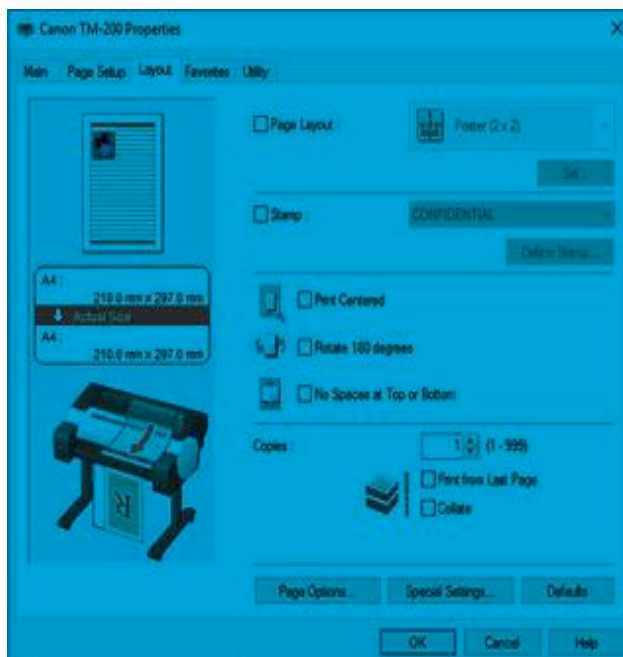 Canon TM-200 Properties
Main Page Setup Layout Favorites Utility
Page Layout :
Poster (2 x 2)
Set...
Stamp :
CONFIDENTIAL
Define Stamp...
A4 :
210.0 mm x 297.0 mm
Actual Size
A4 :
210.0 mm x 297.0 mm
Print Centered
Rotate 180 degrees
No Spaces at Top or Bottom
Copies :
1 (1 - 999)
Print from Last Page
Collate
R
Page Options... Special Settings... Defaults
OK Cancel Help